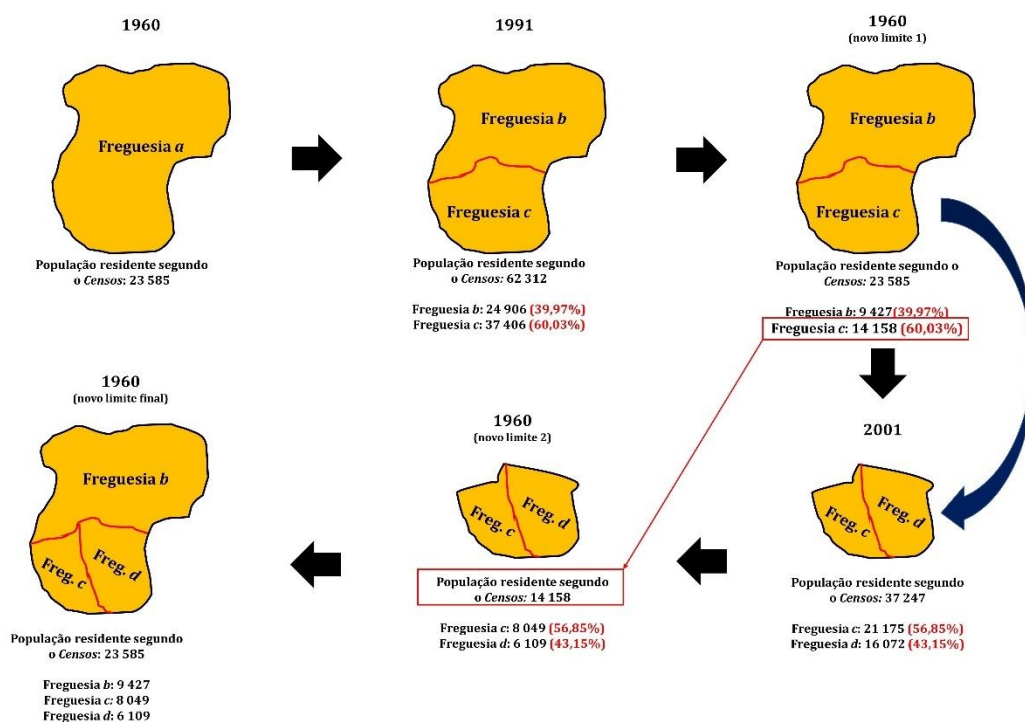 1960
Freguesia a
População residente segundo
o Censos: 23 585
1991
Freguesia b
Freguesia c
População residente segundo
o Censos: 62 312
Freguesia b: 24 906 (39,97%)
Freguesia c: 37 406 (60,03%)
1960
(novo limite 1)
Freguesia b
Freguesia c
População residente segundo o
Censos: 23 585
Freguesia b: 9 427(39,97%)
Freguesia c: 14 158 (60,03%)
2001
Freg. c
Freg. d
População residente segundo
o Censos: 37 247
Freguesia c: 21 175 (56,85%)
Freguesia d: 16 072 (43,15%)
1960
(novo limite 2)
Freg. c
Freg. d
População residente segundo
o Censos: 14 158
Freguesia c: 8 049 (56,85%)
Freguesia d: 6 109 (43,15%)
1960
(novo limite final)
Freguesia b
Freg. c
Freg. d
População residente segundo
o Censos: 23 585
Freguesia b: 9 427
Freguesia c: 8 049
Freguesia d: 6 109